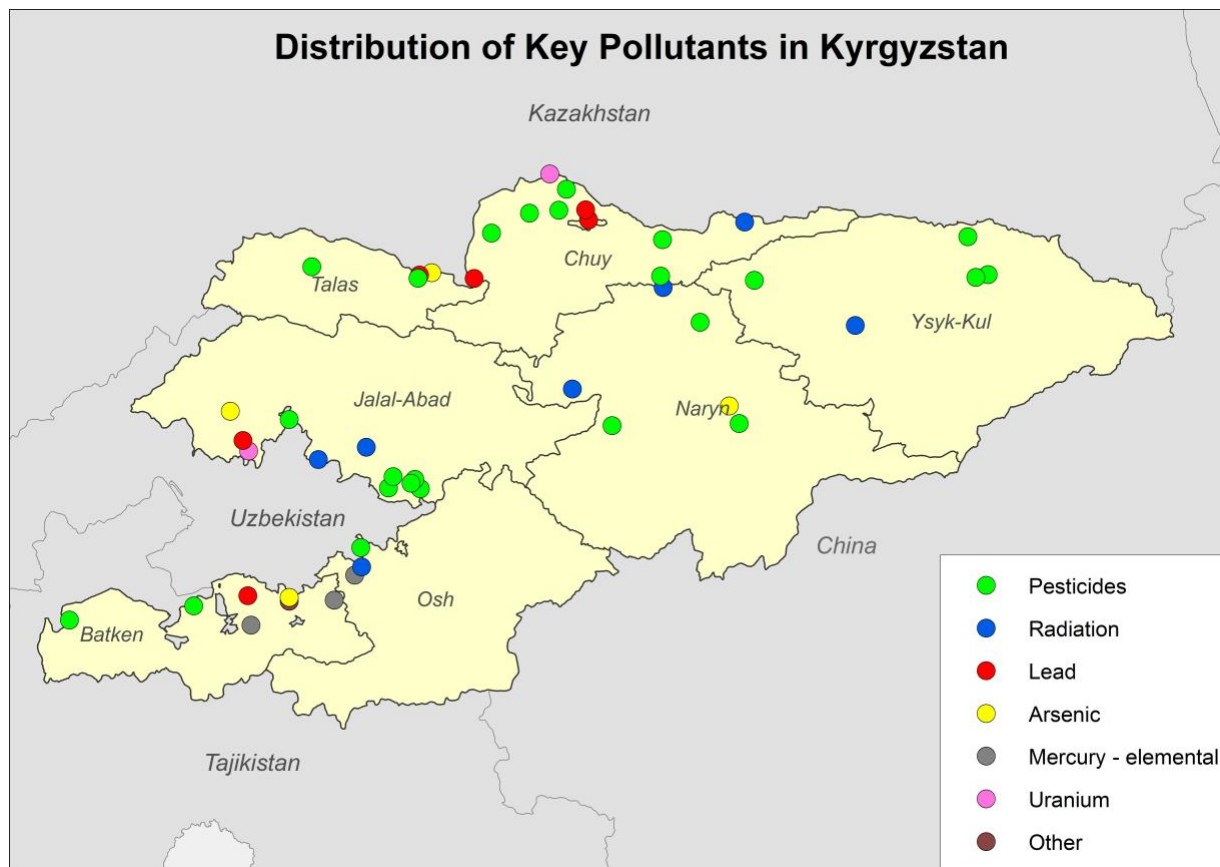 Distribution of Key Pollutants in Kyrgyzstan
Kazakhstan
Chuy
Talas
Ysyk-Kul
Jalal-Abad
Naryn
Uzbekistan
China
Osh
Batken
Tajikistan
Pesticides
Radiation
Lead
Arsenic
Mercury - elemental
Uranium
Other